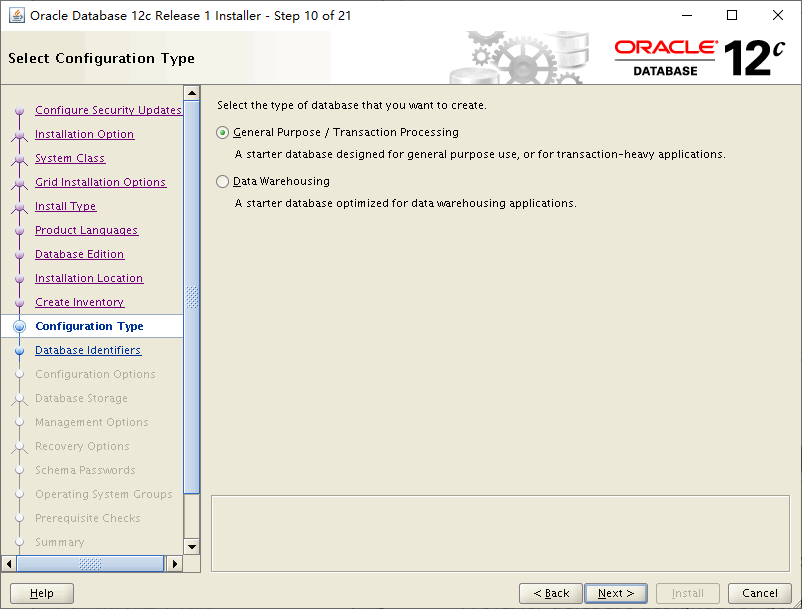 Oracle Database 12c Release 1 Installer - Step 10 of 21
Select Configuration Type
ORACLE
DATABASE
12c
Configure Security Updates
Installation Option
System Class
Grid Installation Options
Install Type
Product Languages
Database Edition
Installation Location
Create Inventory
Configuration Type
Database Identifiers
Configuration Options
Database Storage
Management Options
Recovery Options
Schema Passwords
Operating System Groups
Prerequisite Checks
Summary
Select the type of database that you want to create.
General Purpose / Transaction Processing
A starter database designed for general purpose use, or for transaction-heavy applications.
Data Warehousing
A starter database optimized for data warehousing applications.
Help
< Back
Next >
Install
Cancel